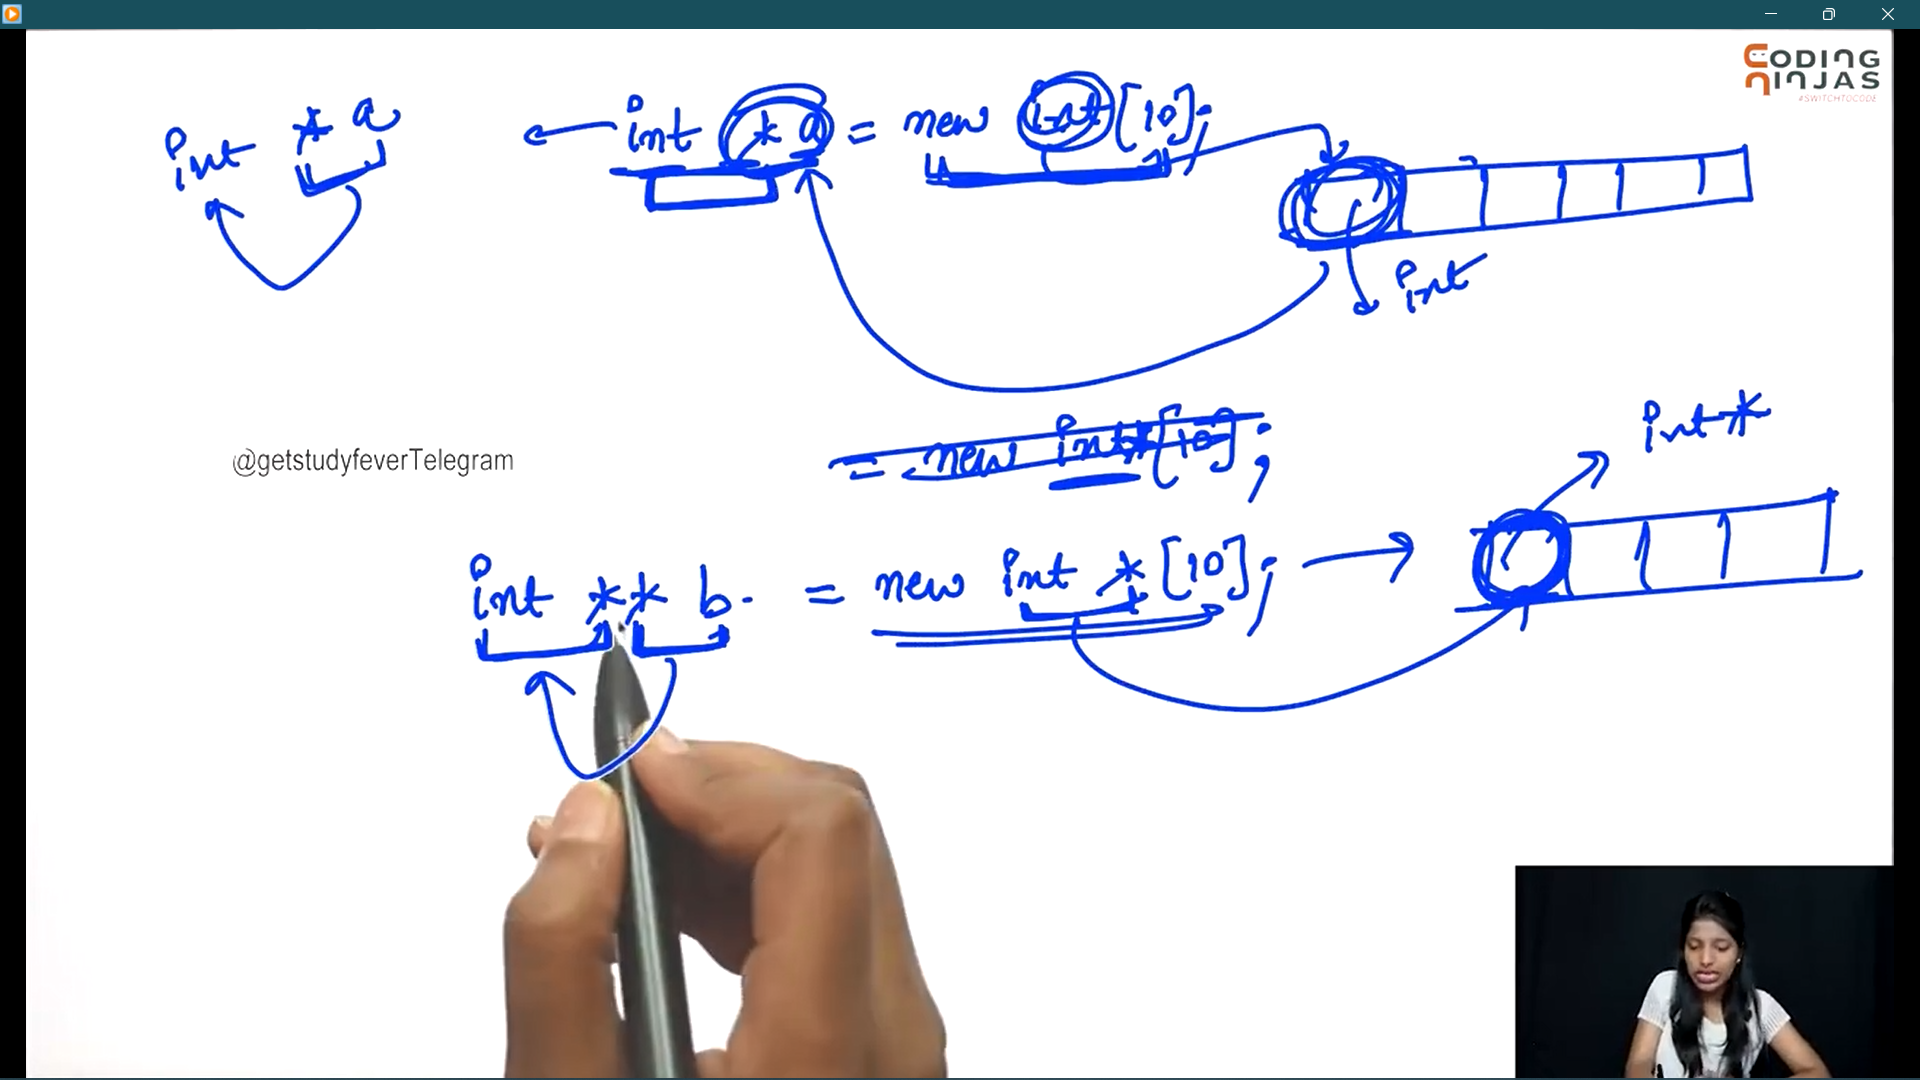 CODING
NINJAS
#SWITCHTOCODE
int * a
int * a = new int [10];
int
= new int* [10];
int *
@getstudyfeverTelegram
int ** b = new int * [10];